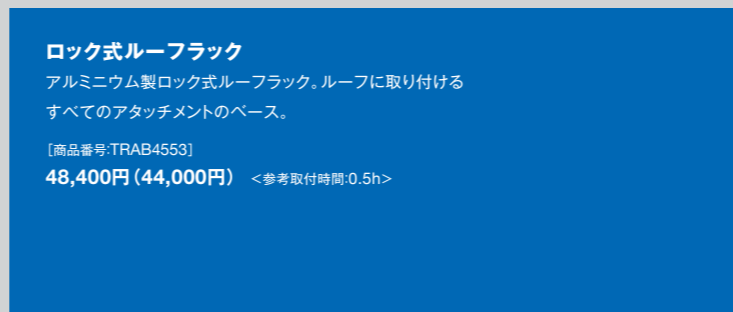 ロック式ルーフラック
アルミニウム製ロック式ルーフラック。ルーフに取り付ける
すべてのアタッチメントのベース。
[商品番号:TRAB4553]
48,400円(44,000円) <参考取付時間:0.5h>